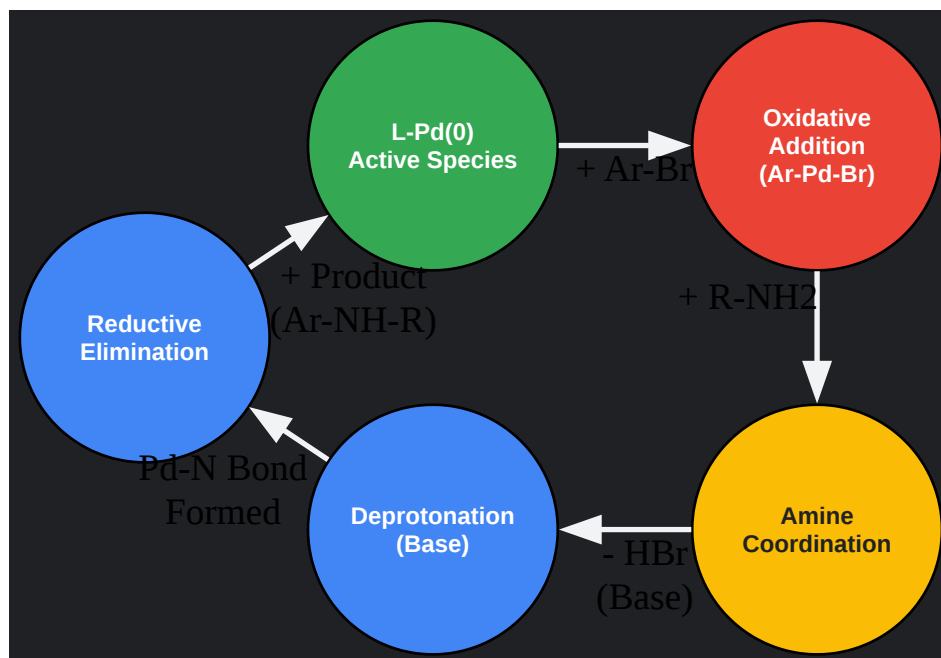 L-Pd(0)
Active Species
+ Ar-Br
Oxidative
Addition
(Ar-Pd-Br)
+ R-NH2
Amine
Coordination
- HBr
(Base)
Deprotonation
(Base)
Pd-N Bond
Formed
Reductive
Elimination
+ Product
(Ar-NH-R)